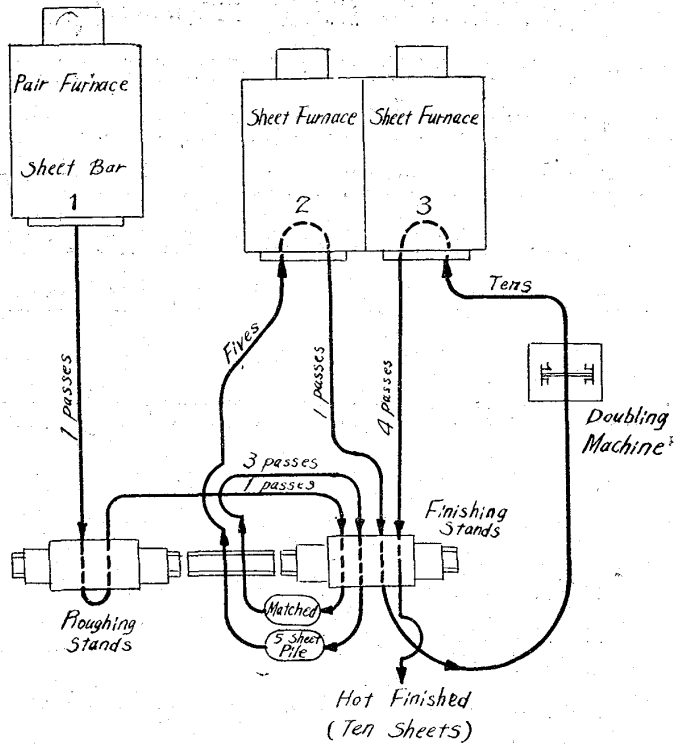 Pair Furnace
Sheet Bar
1
Sheet Furnace
2
Sheet Furnace
3
Tens
Fives
1 passes
1 passes
4 passes
Doubling
Machine
3 passes
1 passes
Finishing
Stands
Roughing
Stands
Matched
5 Sheet
Pile
Hot Finished
(Ten Sheets)